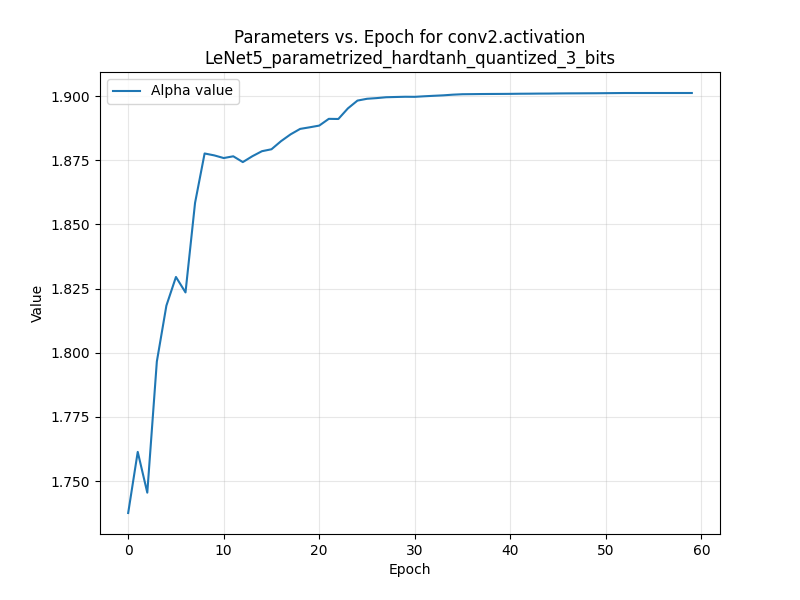 Parameters vs. Epoch for conv2.activation
LeNet5_parametrized_hardtanh_quantized_3_bits
Alpha value
1.900
1.875
1.850
1.825
1.800
1.775
1.750
Value
0 10 20 30 40 50 60
Epoch